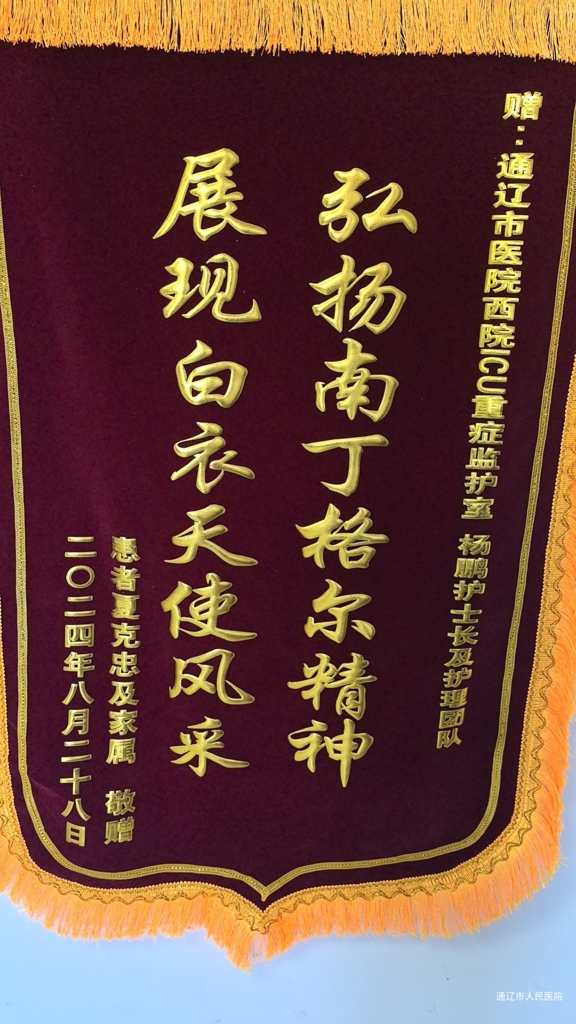 赠：通辽市医院西院ICU重症监护室 杨鹏护士长及护理团队
弘扬南丁格尔精神
展现白衣天使风采
患者夏克忠及家属 敬赠
二〇二四年八月二十八日
通辽市人民医院